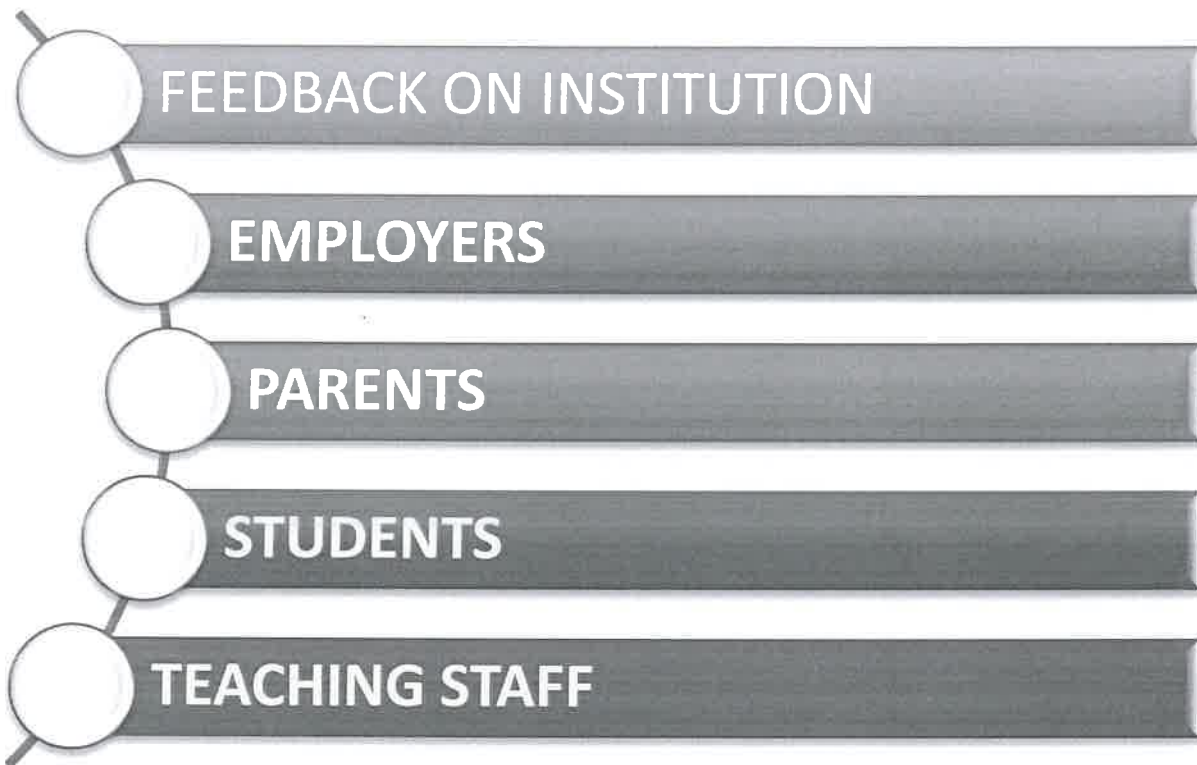 FEEDBACK ON INSTITUTION
EMPLOYERS
PARENTS
STUDENTS
TEACHING STAFF